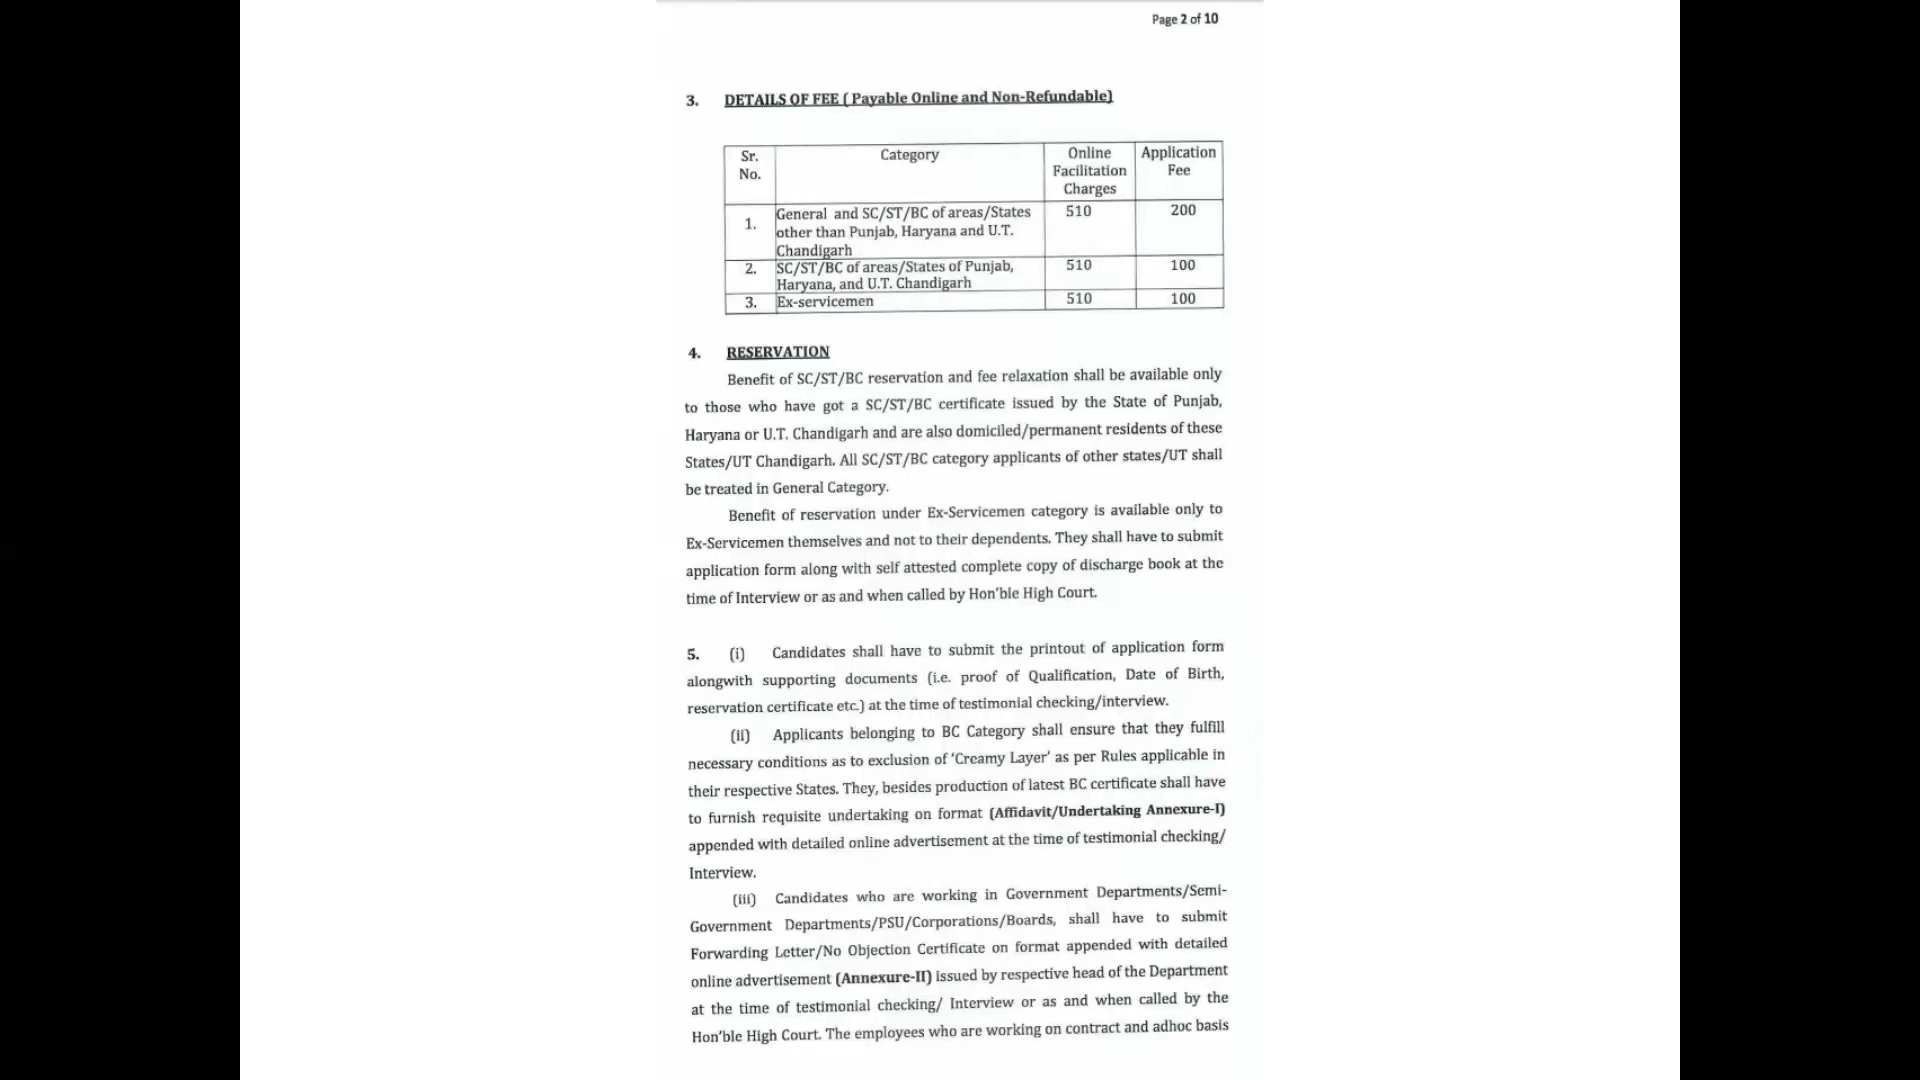 Page 2 of 10
3. DETAILS OF FEE ( Payable Online and Non-Refundable)
Sr. No. Category Online Facilitation Charges Application Fee
1. General and SC/ST/BC of areas/States other than Punjab, Haryana and U.T. Chandigarh 510 200
2. SC/ST/BC of areas/States of Punjab, Haryana, and U.T. Chandigarh 510 100
3. Ex-servicemen 510 100
4. RESERVATION
Benefit of SC/ST/BC reservation and fee relaxation shall be available only
to those who have got a SC/ST/BC certificate issued by the State of Punjab,
Haryana or U.T. Chandigarh and are also domiciled/permanent residents of these
States/UT Chandigarh. All SC/ST/BC category applicants of other states/UT shall
be treated in General Category.
Benefit of reservation under Ex-Servicemen category is available only to
Ex-Servicemen themselves and not to their dependents. They shall have to submit
application form along with self attested complete copy of discharge book at the
time of Interview or as and when called by Hon'ble High Court.
5. (i) Candidates shall have to submit the printout of application form
alongwith supporting documents (i.e. proof of Qualification, Date of Birth,
reservation certificate etc.) at the time of testimonial checking/interview.
(ii) Applicants belonging to BC Category shall ensure that they fulfill
necessary conditions as to exclusion of 'Creamy Layer' as per Rules applicable in
their respective States. They, besides production of latest BC certificate shall have
to furnish requisite undertaking on format (Affidavit/Undertaking Annexure-I)
appended with detailed online advertisement at the time of testimonial checking/
Interview.
(iii) Candidates who are working in Government Departments/Semi-
Government Departments/PSU/Corporations/Boards, shall have to submit
Forwarding Letter/No Objection Certificate on format appended with detailed
online advertisement (Annexure-II) issued by respective head of the Department
at the time of testimonial checking/ Interview or as and when called by the
Hon'ble High Court. The employees who are working on contract and adhoc basis